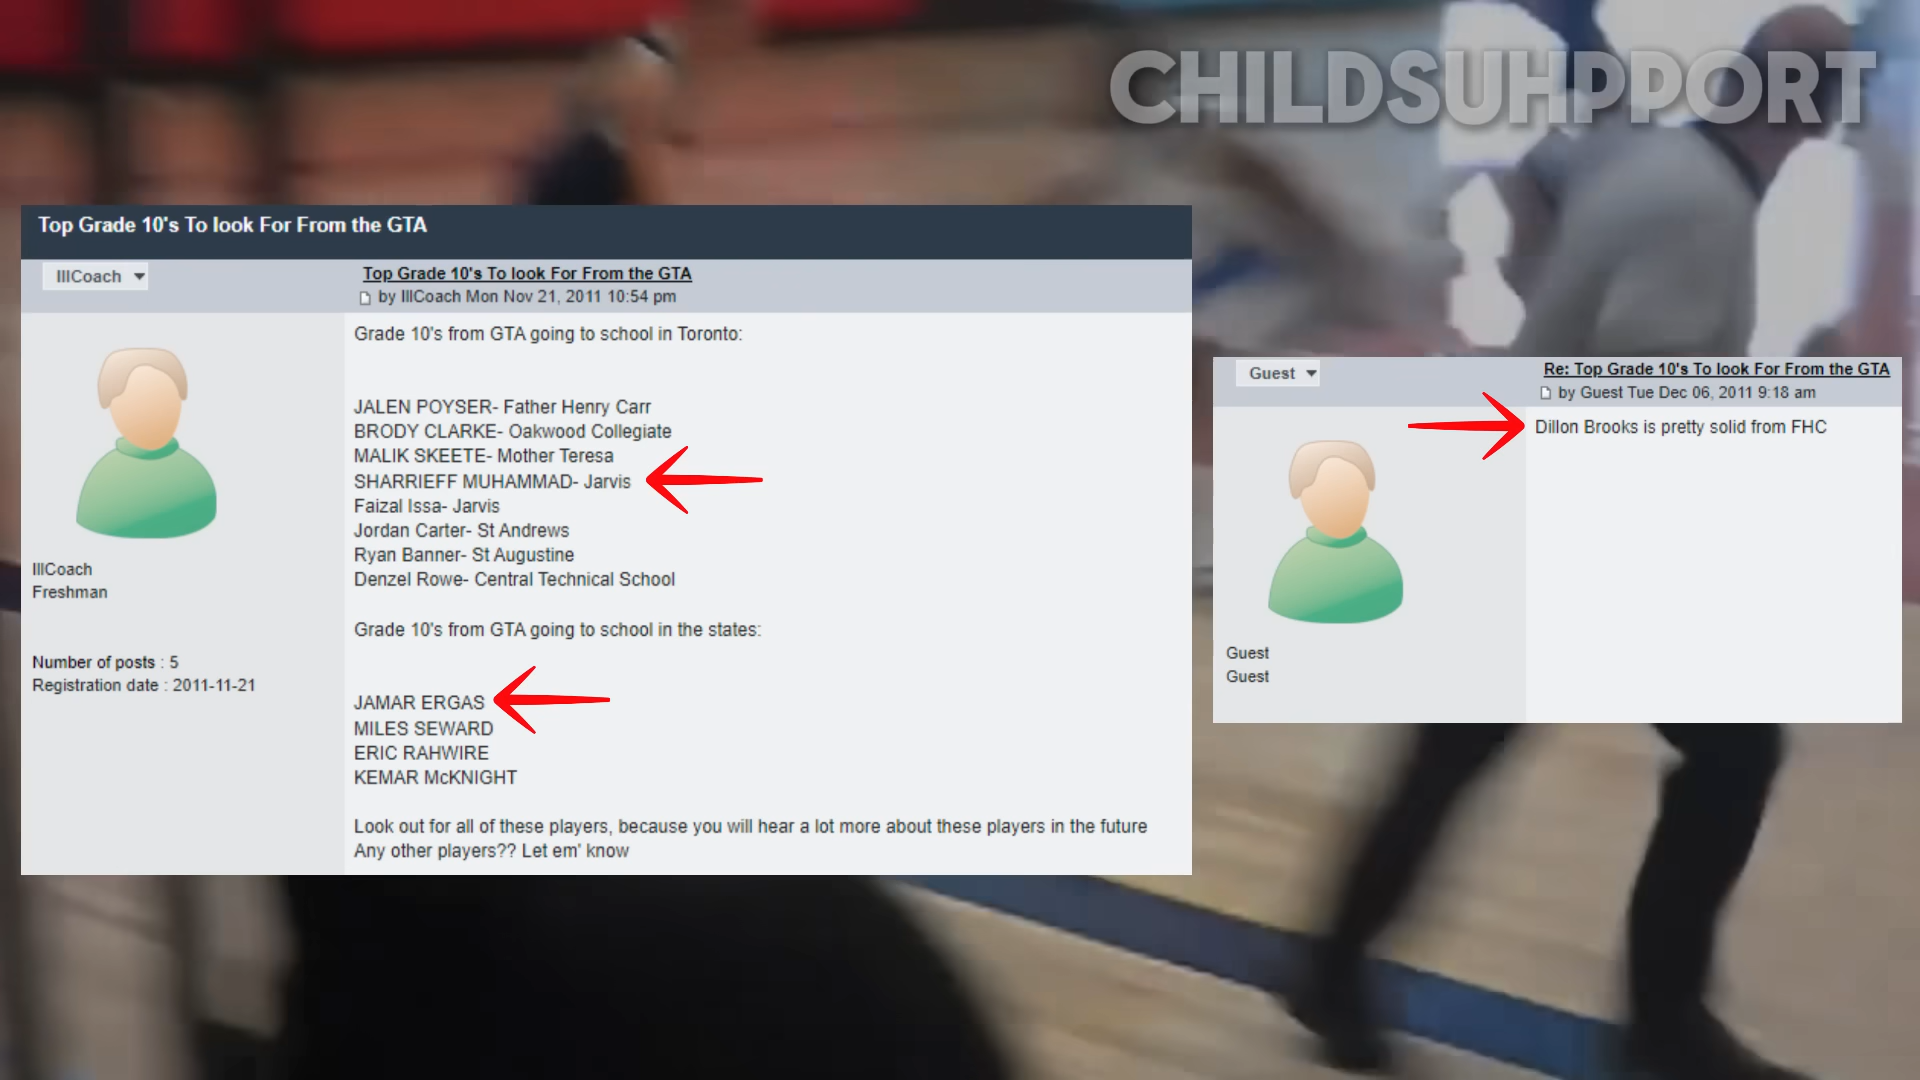 CHILDSUHPPORT
Top Grade 10's To look For From the GTA
IllCoach
Top Grade 10's To look For From the GTA
by IllCoach Mon Nov 21, 2011 10:54 pm
Grade 10's from GTA going to school in Toronto:
JALEN POYSER- Father Henry Carr
BRODY CLARKE- Oakwood Collegiate
MALIK SKEETE- Mother Teresa
SHARRIEFF MUHAMMAD- Jarvis
Faizal Issa- Jarvis
Jordan Carter- St Andrews
Ryan Banner- St Augustine
Denzel Rowe- Central Technical School
Grade 10's from GTA going to school in the states:
JAMAR ERGAS
MILES SEWARD
ERIC RAHWIRE
KEMAR McKNIGHT
Look out for all of these players, because you will hear a lot more about these players in the future
Any other players?? Let em' know
IllCoach
Freshman
Number of posts : 5
Registration date : 2011-11-21
Guest
Re: Top Grade 10's To look For From the GTA
by Guest Tue Dec 06, 2011 9:18 am
Dillon Brooks is pretty solid from FHC
Guest
Guest